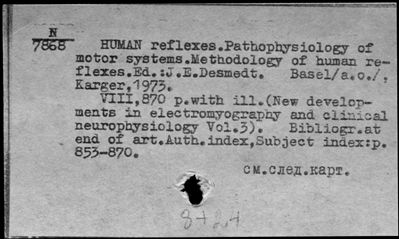 N
7868
HUMAN reflexes.Pathophysiology of
motor systems.Methodology of human re-
flexes.Ed.:J.E.Desmedt. Basel/a.o./,
Karger,1973.
VIII,870 p.with ill.(New develop-
ments in electromyography and clinical
neurophysiology Vol.3). Bibliogr.at
end of art.Auth.index,Subject index:p.
853-870.
см.след.карт.